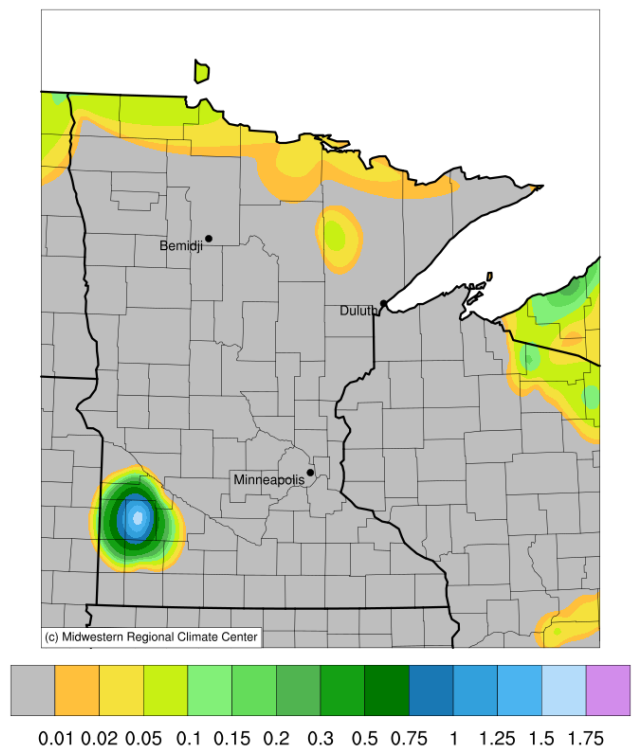 Bemidji
Duluth
Minneapolis
(c) Midwestern Regional Climate Center
0.01 0.02 0.05 0.1 0.15 0.2 0.3 0.5 0.75 1 1.25 1.5 1.75